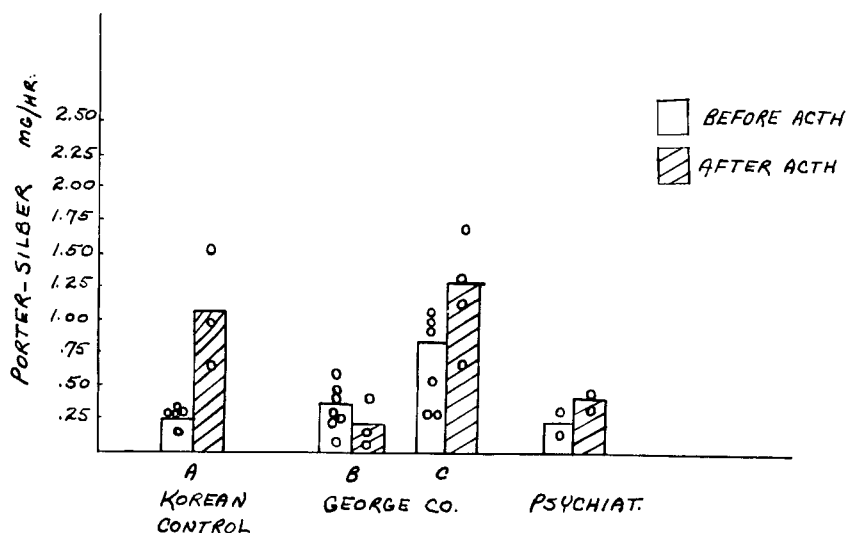 PORTER-SILBER MG/HR.
2.50
2.25
2.00
1.75
1.50
1.25
1.00
.75
.50
.25
BEFORE ACTH
AFTER ACTH
A
B
C
KOREAN
CONTROL
GEORGE CO.
PSYCHIAT.